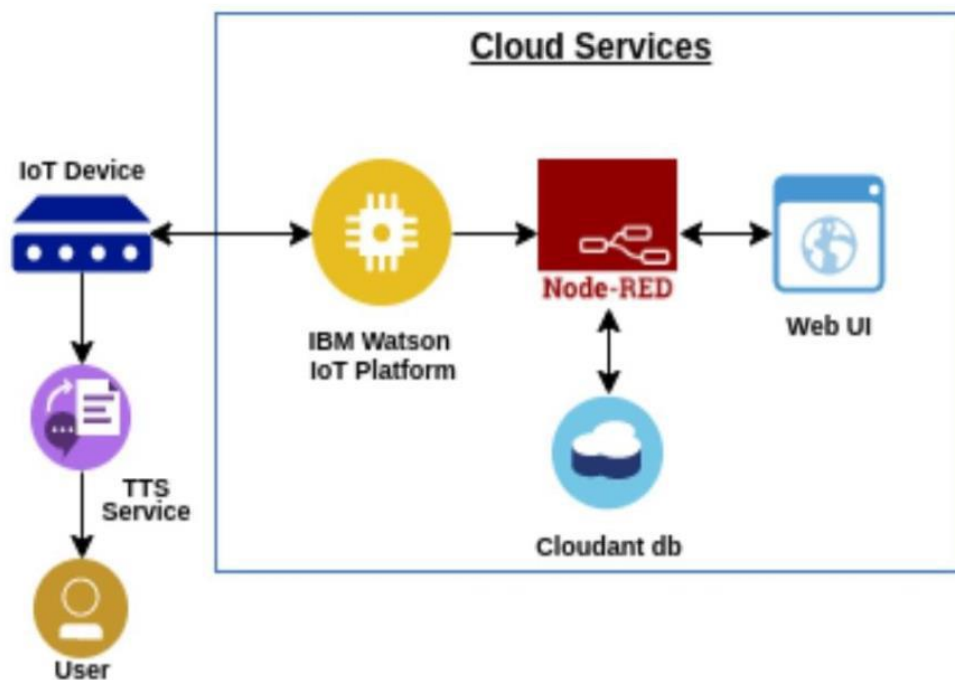 Cloud Services
IoT Device
Node-RED
Web UI
IBM Watson
IoT Platform
TTS
Service
Cloudant db
User